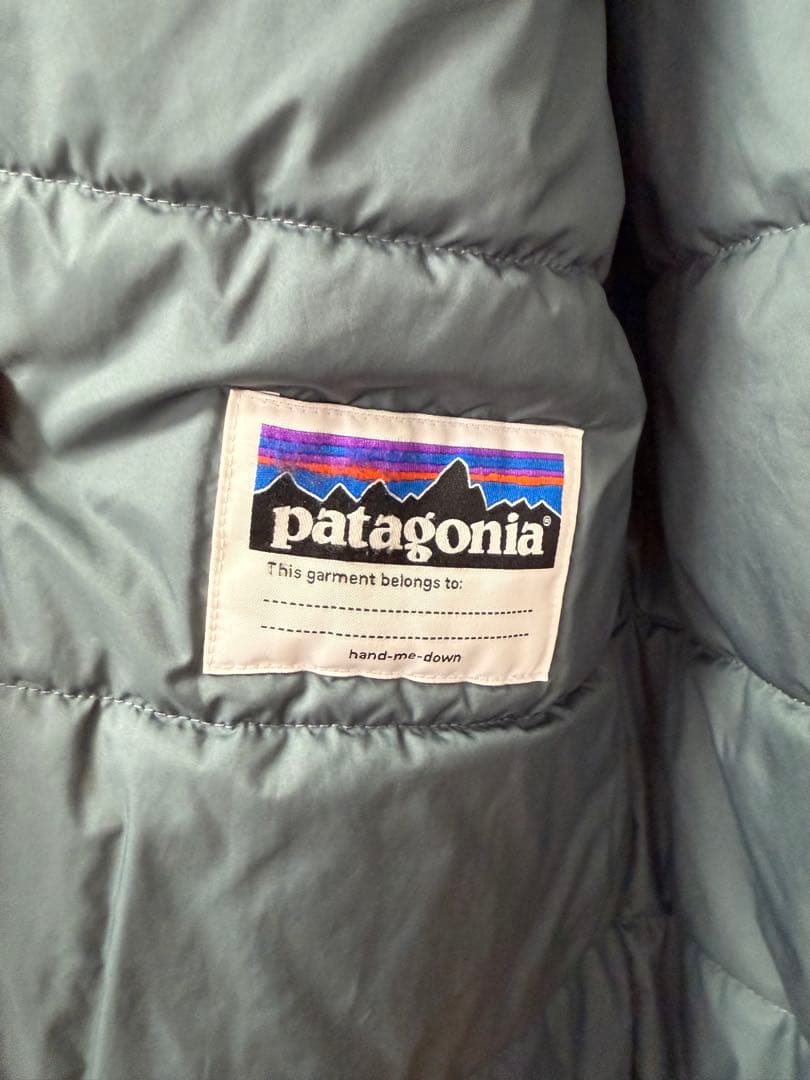 patagonia®
This garment belongs to:
hand-me-down